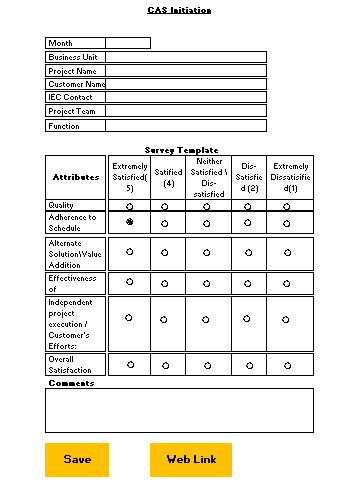 CAS Initiation
Month
Business Unit
Project Name
Customer Name
IEC Contact
Project Team
Function
Survey Template
Attributes
Extremely
Satisfied(
5)
Satified
(4)
Neither
Satisfied \
Dis-
satisfied
Dis-
Satisfie
d (2)
Extremely
Dissatisifie
d(1)
Quality
Adherence to
Schedule
Alternate
Solution\Value
Addition
Effectiveness
of
Independent
project
execution /
Customer's
Efforts:
Overall
Satisfaction
Comments
Save
Web Link